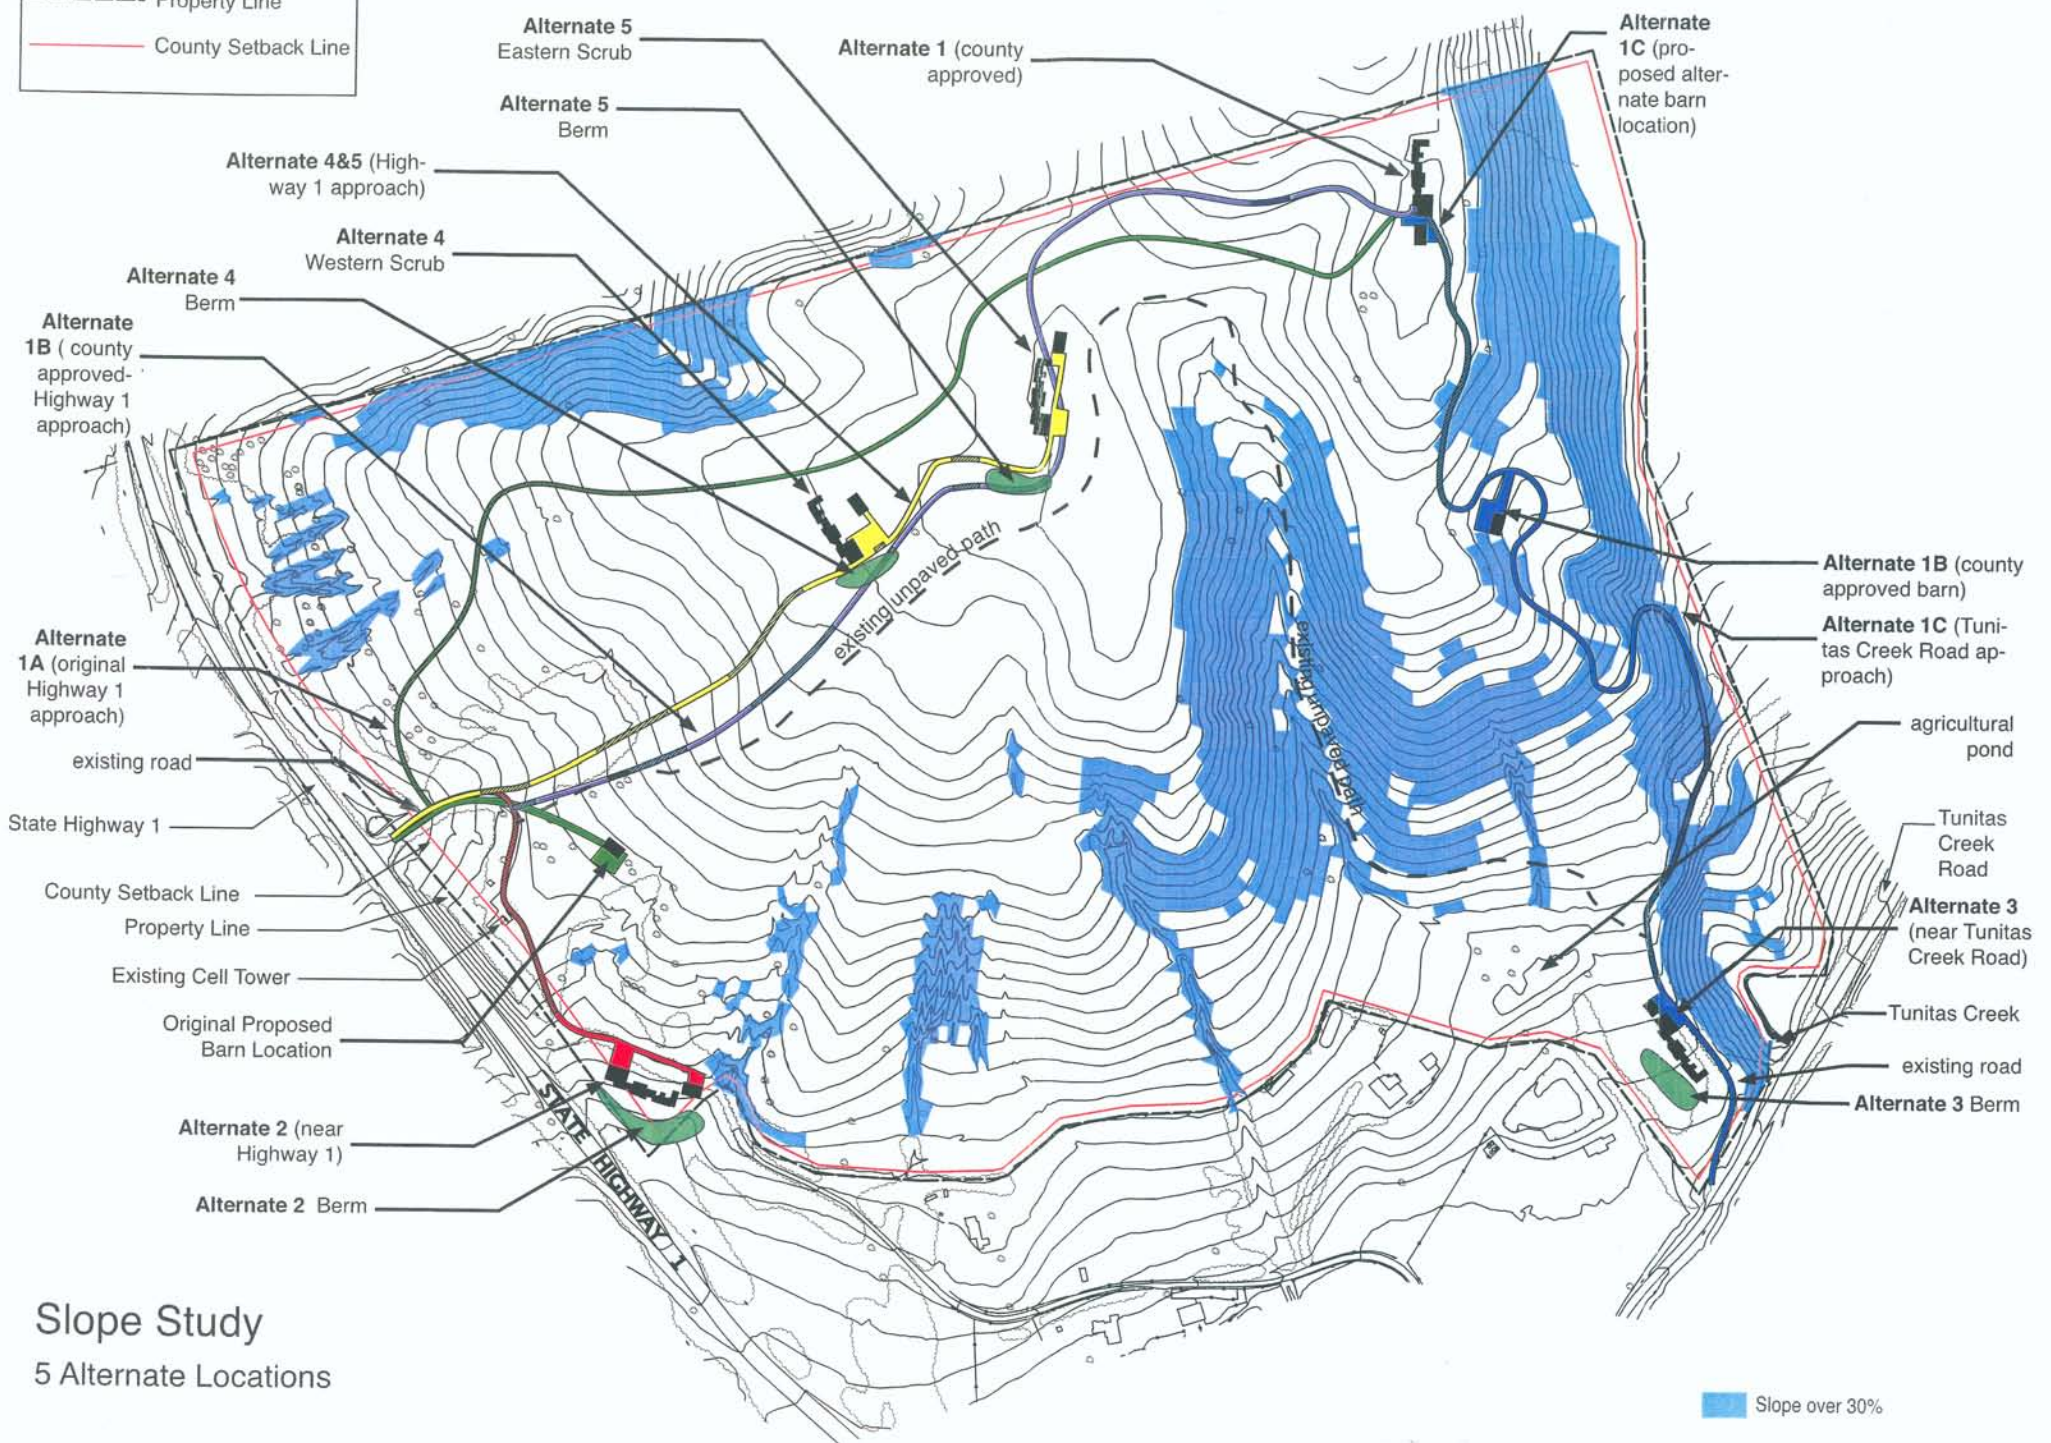 Property Line
County Setback Line
Alternate 5
Eastern Scrub
Alternate 5
Berm
Alternate 4&5 (High-
way 1 approach)
Alternate 4
Western Scrub
Alternate 4
Berm
Alternate
1B ( county
approved-
Highway 1
approach)
Alternate 1 (county
approved)
Alternate
1C (pro-
posed alter-
nate barn
location)
Alternate
1A (original
Highway 1
approach)
existing road
State Highway 1
County Setback Line
Property Line
Existing Cell Tower
Original Proposed
Barn Location
Alternate 2 (near
Highway 1)
Alternate 2 Berm
existing unpaved path
existing unpaved path
STATE HIGHWAY 1
Alternate 1B (county
approved barn)
Alternate 1C (Tuni-
tas Creek Road ap-
proach)
agricultural
pond
Tunitas
Creek
Road
Alternate 3
(near Tunitas
Creek Road)
Tunitas Creek
existing road
Alternate 3 Berm
Slope Study
5 Alternate Locations
Slope over 30%